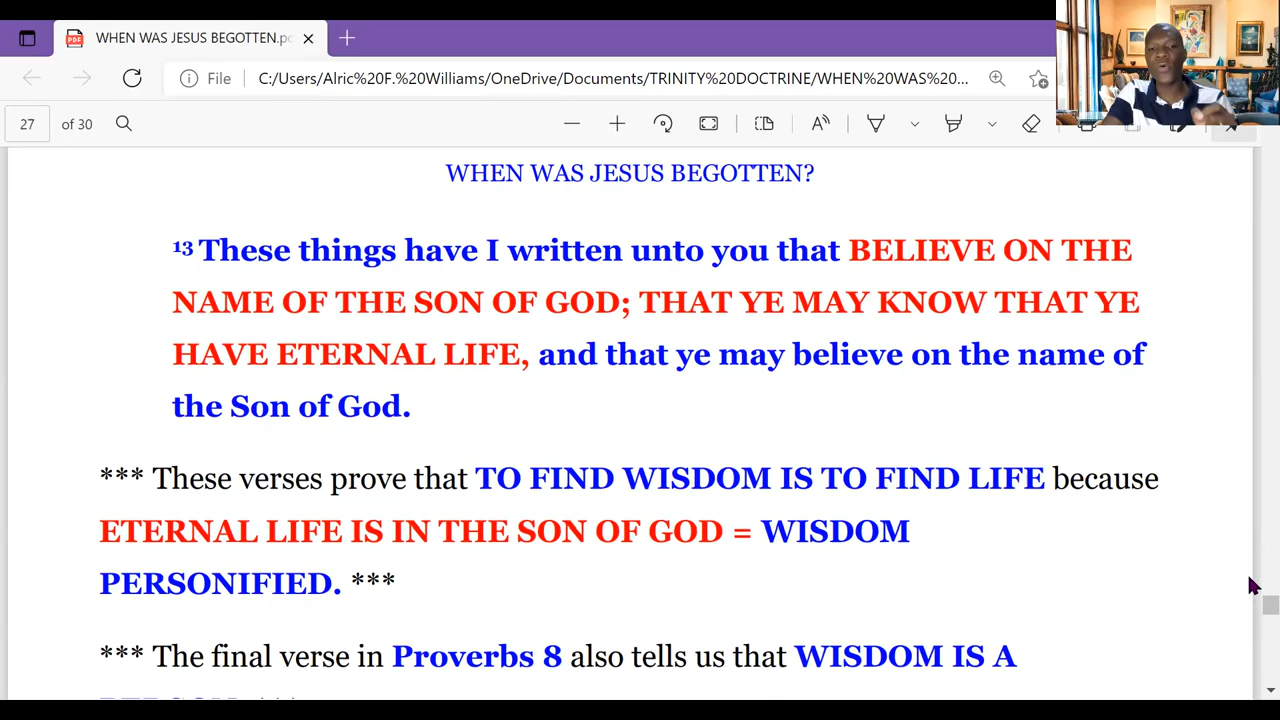 WHEN WAS JESUS BEGOTTEN.pc
File C:/Users/Alric%20F.%20Williams/OneDrive/Documents/TRINITY%20DOCTRINE/WHEN%20WAS%20...
27 of 30
WHEN WAS JESUS BEGOTTEN?
13 These things have I written unto you that BELIEVE ON THE
NAME OF THE SON OF GOD; THAT YE MAY KNOW THAT YE
HAVE ETERNAL LIFE, and that ye may believe on the name of
the Son of God.
*** These verses prove that TO FIND WISDOM IS TO FIND LIFE because
ETERNAL LIFE IS IN THE SON OF GOD = WISDOM
PERSONIFIED. ***
*** The final verse in Proverbs 8 also tells us that WISDOM IS A